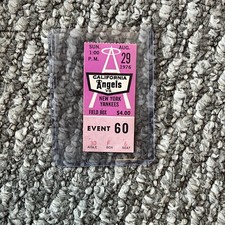 SUN. AUG.
1:00 29
P.M. 1976
CALIFORNIA
Angels
VS
NEW YORK
YANKEES
FIELD BOX $4.00
EVENT 60